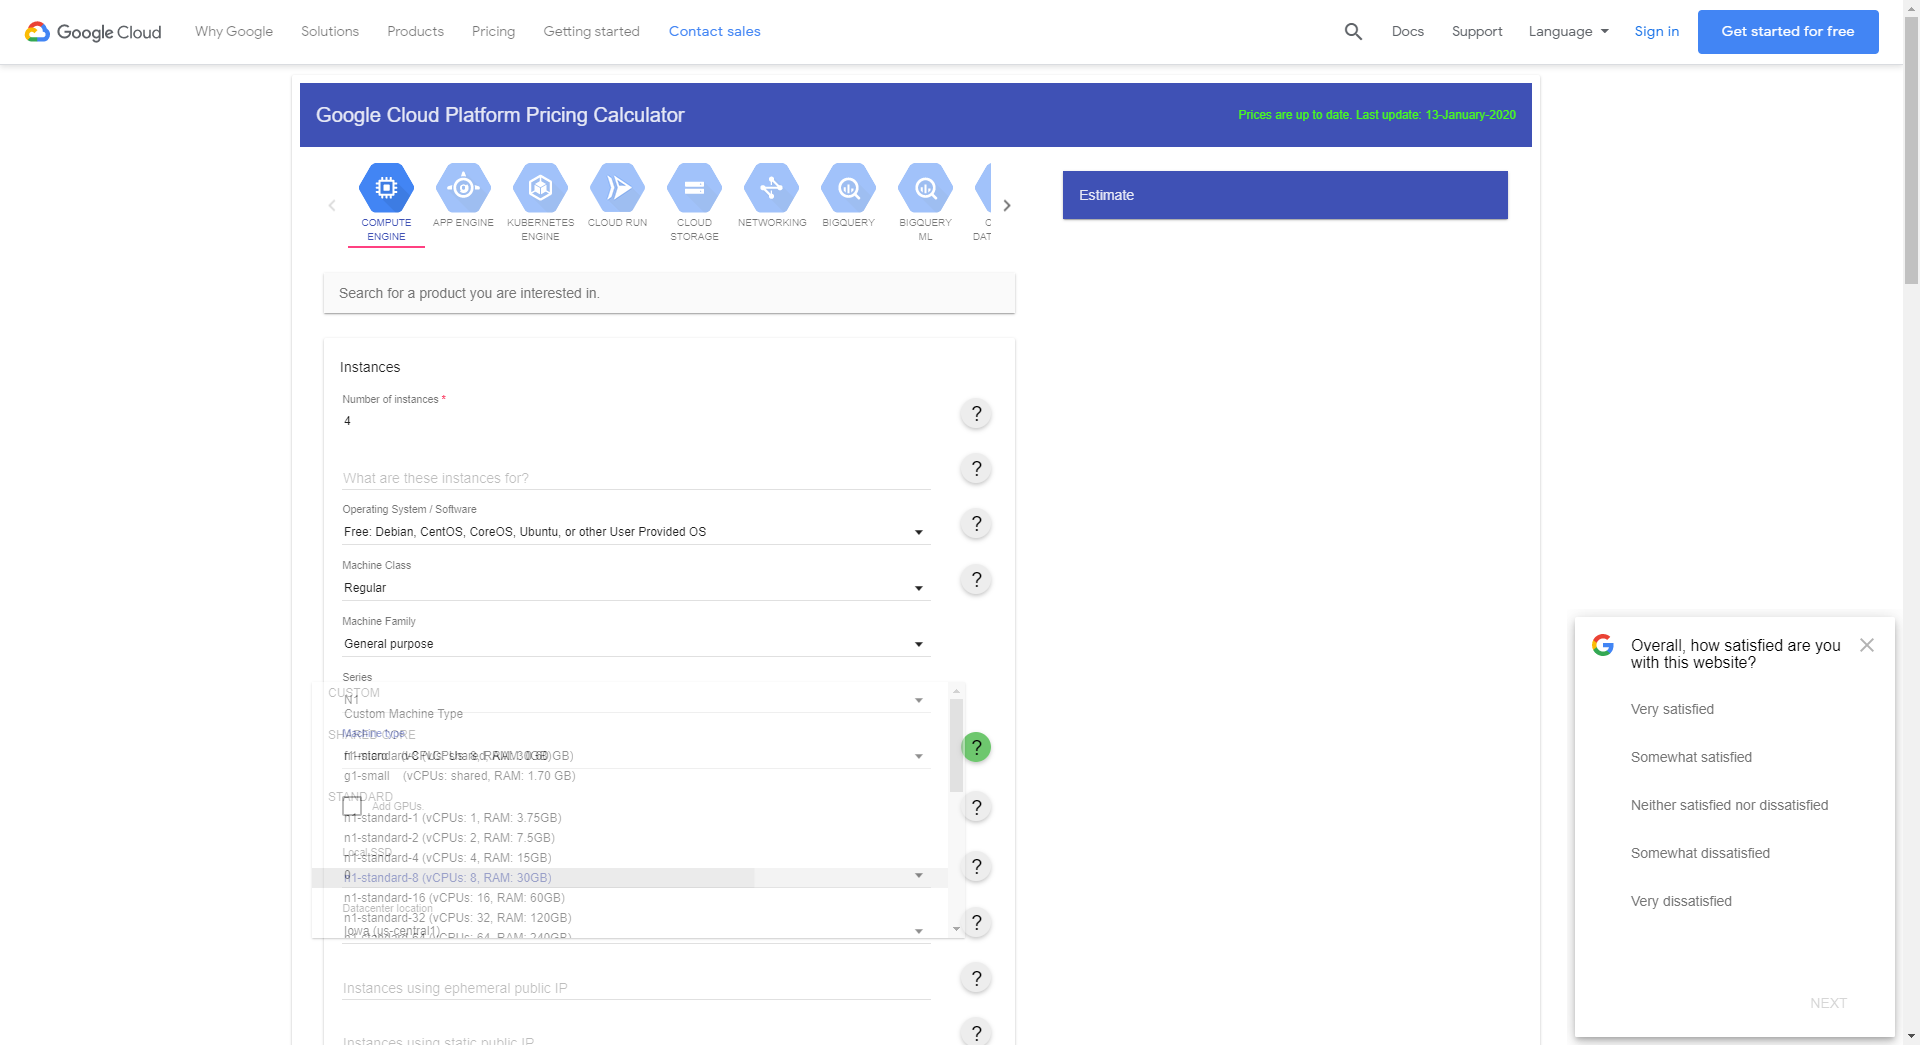 Google Cloud
Why Google
Solutions
Products
Pricing
Getting started
Contact sales
Docs
Support
Language
Sign in
Get started for free
Google Cloud Platform Pricing Calculator
Prices are up to date. Last update: 13-January-2020
COMPUTE
ENGINE
APP ENGINE
KUBERNETES
ENGINE
CLOUD RUN
CLOUD
STORAGE
NETWORKING
BIGQUERY
BIGQUERY
ML
Estimate
Search for a product you are interested in.
Instances
Number of instances *
4
?
What are these instances for?
?
Operating System / Software
Free: Debian, CentOS, CoreOS, Ubuntu, or other User Provided OS
?
Machine Class
Regular
?
Machine Family
General purpose
Series
CUSTOM
N1
Custom Machine Type
Machine type
SHARED CORE
?
g1-small (vCPUs: shared, RAM: 1.70 GB)
STANDARD
Add GPUs.
?
n1-standard-1 (vCPUs: 1, RAM: 3.75GB)
n1-standard-2 (vCPUs: 2, RAM: 7.5GB)
Local SSD
n1-standard-4 (vCPUs: 4, RAM: 15GB)
?
0
n1-standard-8 (vCPUs: 8, RAM: 30GB)
n1-standard-16 (vCPUs: 16, RAM: 60GB)
Datacenter location
n1-standard-32 (vCPUs: 32, RAM: 120GB)
?
Iowa (us-central1)
n1-standard-64 (vCPUs: 64, RAM: 240GB)
Instances using ephemeral public IP
?
Instances using static public IP
?
Overall, how satisfied are you
with this website?
Very satisfied
Somewhat satisfied
Neither satisfied nor dissatisfied
Somewhat dissatisfied
Very dissatisfied
NEXT